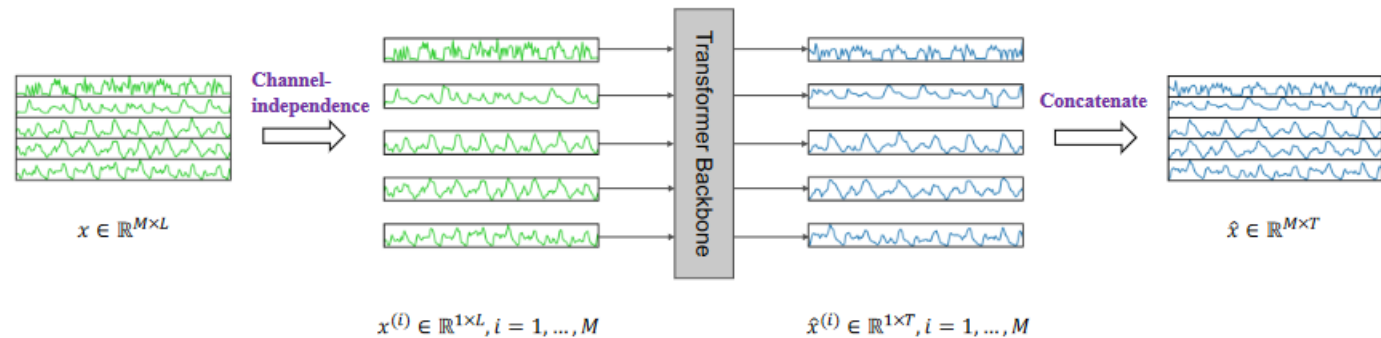 Channel-
independence
Transformer Backbone
Concatenate
x ∈ ℝ^{M×L}
x̂ ∈ ℝ^{M×T}
x^{(i)} ∈ ℝ^{1×L}, i = 1, … , M
x̂^{(i)} ∈ ℝ^{1×T}, i = 1, … , M